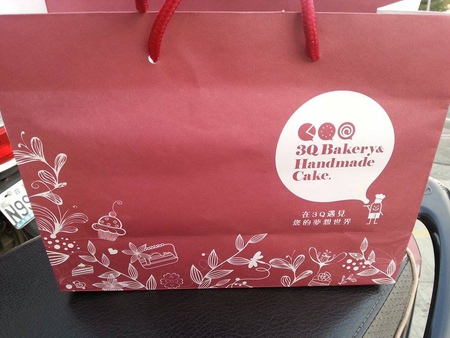 3Q Bakery&
Handmade
Cake.
在3Q遇見
您的夢想世界